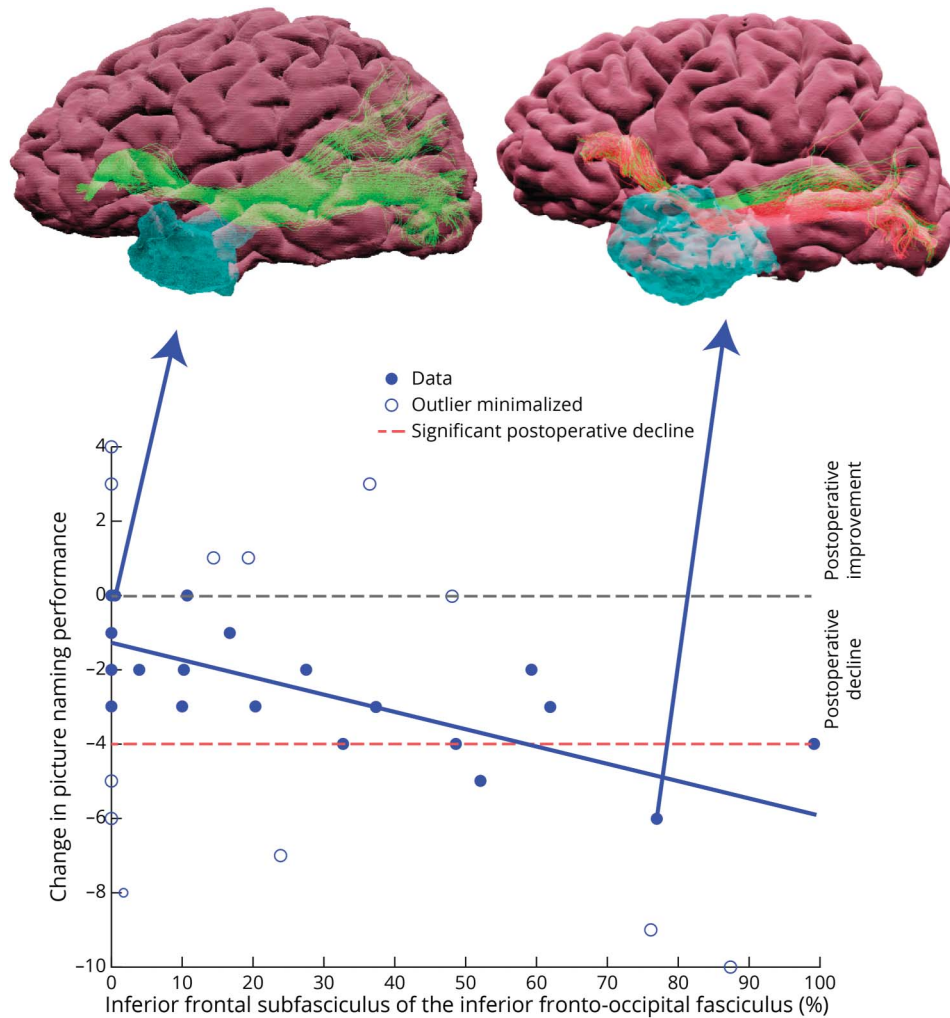 Data
Outlier minimalized
Significant postoperative decline
Change in picture naming performance
4
2
0
−2
−4
−6
−8
−10
Postoperative
improvement
Postoperative
decline
0 10 20 30 40 50 60 70 80 90 100
Inferior frontal subfasciculus of the inferior fronto-occipital fasciculus (%)